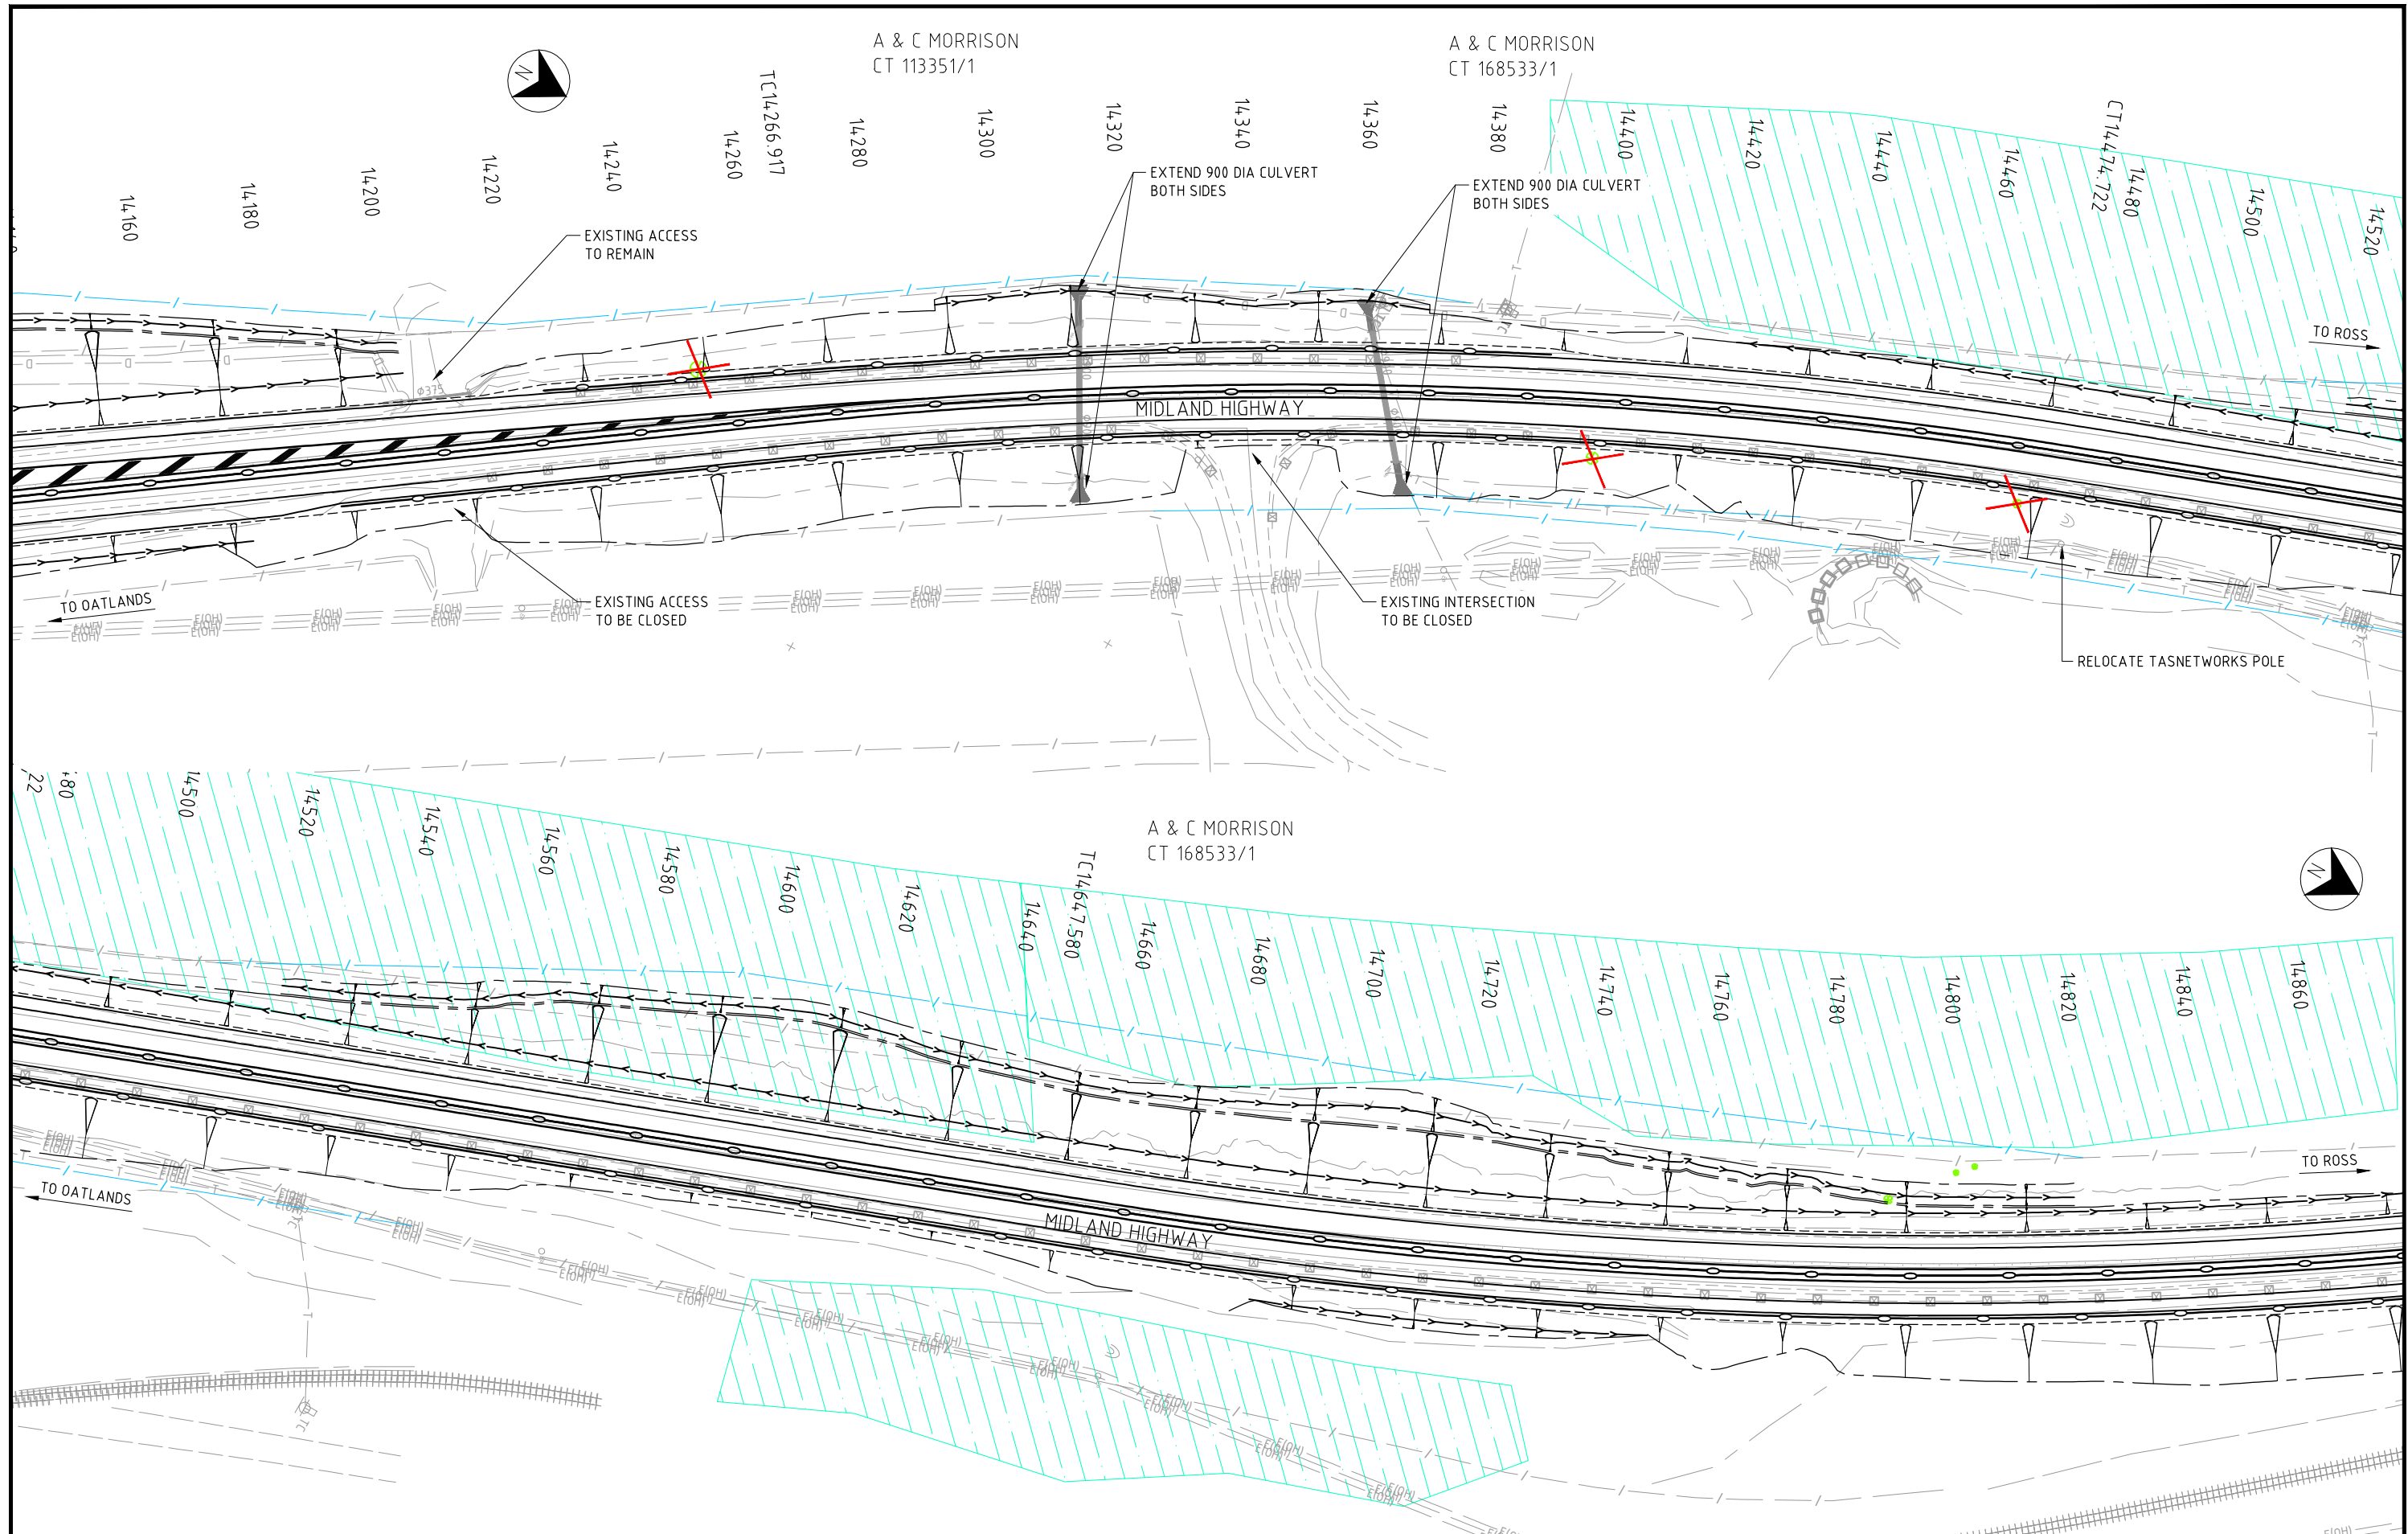 A & C MORRISON
CT 113351/1
A & C MORRISON
CT 168533/1
N
14160
14180
14200
14220
14240
14260
TC14266.917
14280
14300
14320
14340
14360
14380
14400
14420
14440
14460
CT14474.722
14480
14500
14520
EXTEND 900 DIA CULVERT
BOTH SIDES
EXTEND 900 DIA CULVERT
BOTH SIDES
EXISTING ACCESS
TO REMAIN
TO ROSS
Ø375
MIDLAND HIGHWAY
TO OATLANDS
EXISTING ACCESS
TO BE CLOSED
EXISTING INTERSECTION
TO BE CLOSED
RELOCATE TASNETWORKS POLE
E(OH)
A & C MORRISON
CT 168533/1
N
22
14500
14520
14540
14560
14580
14600
14620
14640
TC14647.580
14660
14680
14700
14720
14740
14760
14780
14800
14820
14840
14860
TO ROSS
TO OATLANDS
MIDLAND HIGHWAY
E(OH)